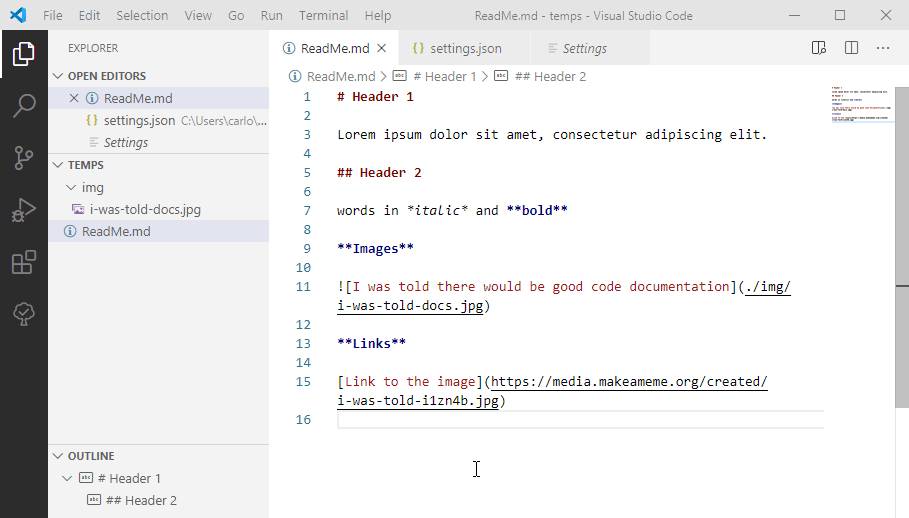 File Edit Selection View Go Run Terminal Help ReadMe.md - temps - Visual Studio Code
EXPLORER
OPEN EDITORS
ReadMe.md
settings.json C:\Users\carlo\...
Settings
TEMPS
img
i-was-told-docs.jpg
ReadMe.md
OUTLINE
# Header 1
## Header 2
ReadMe.md settings.json Settings
ReadMe.md > # Header 1 > ## Header 2
1 # Header 1
2
3 Lorem ipsum dolor sit amet, consectetur adipiscing elit.
4
5 ## Header 2
6
7 words in *italic* and **bold**
8
9 **Images**
10
11 ![I was told there would be good code documentation](./img/
i-was-told-docs.jpg)
12
13 **Links**
14
15 [Link to the image](https://media.makeameme.org/created/
i-was-told-i1zn4b.jpg)
16